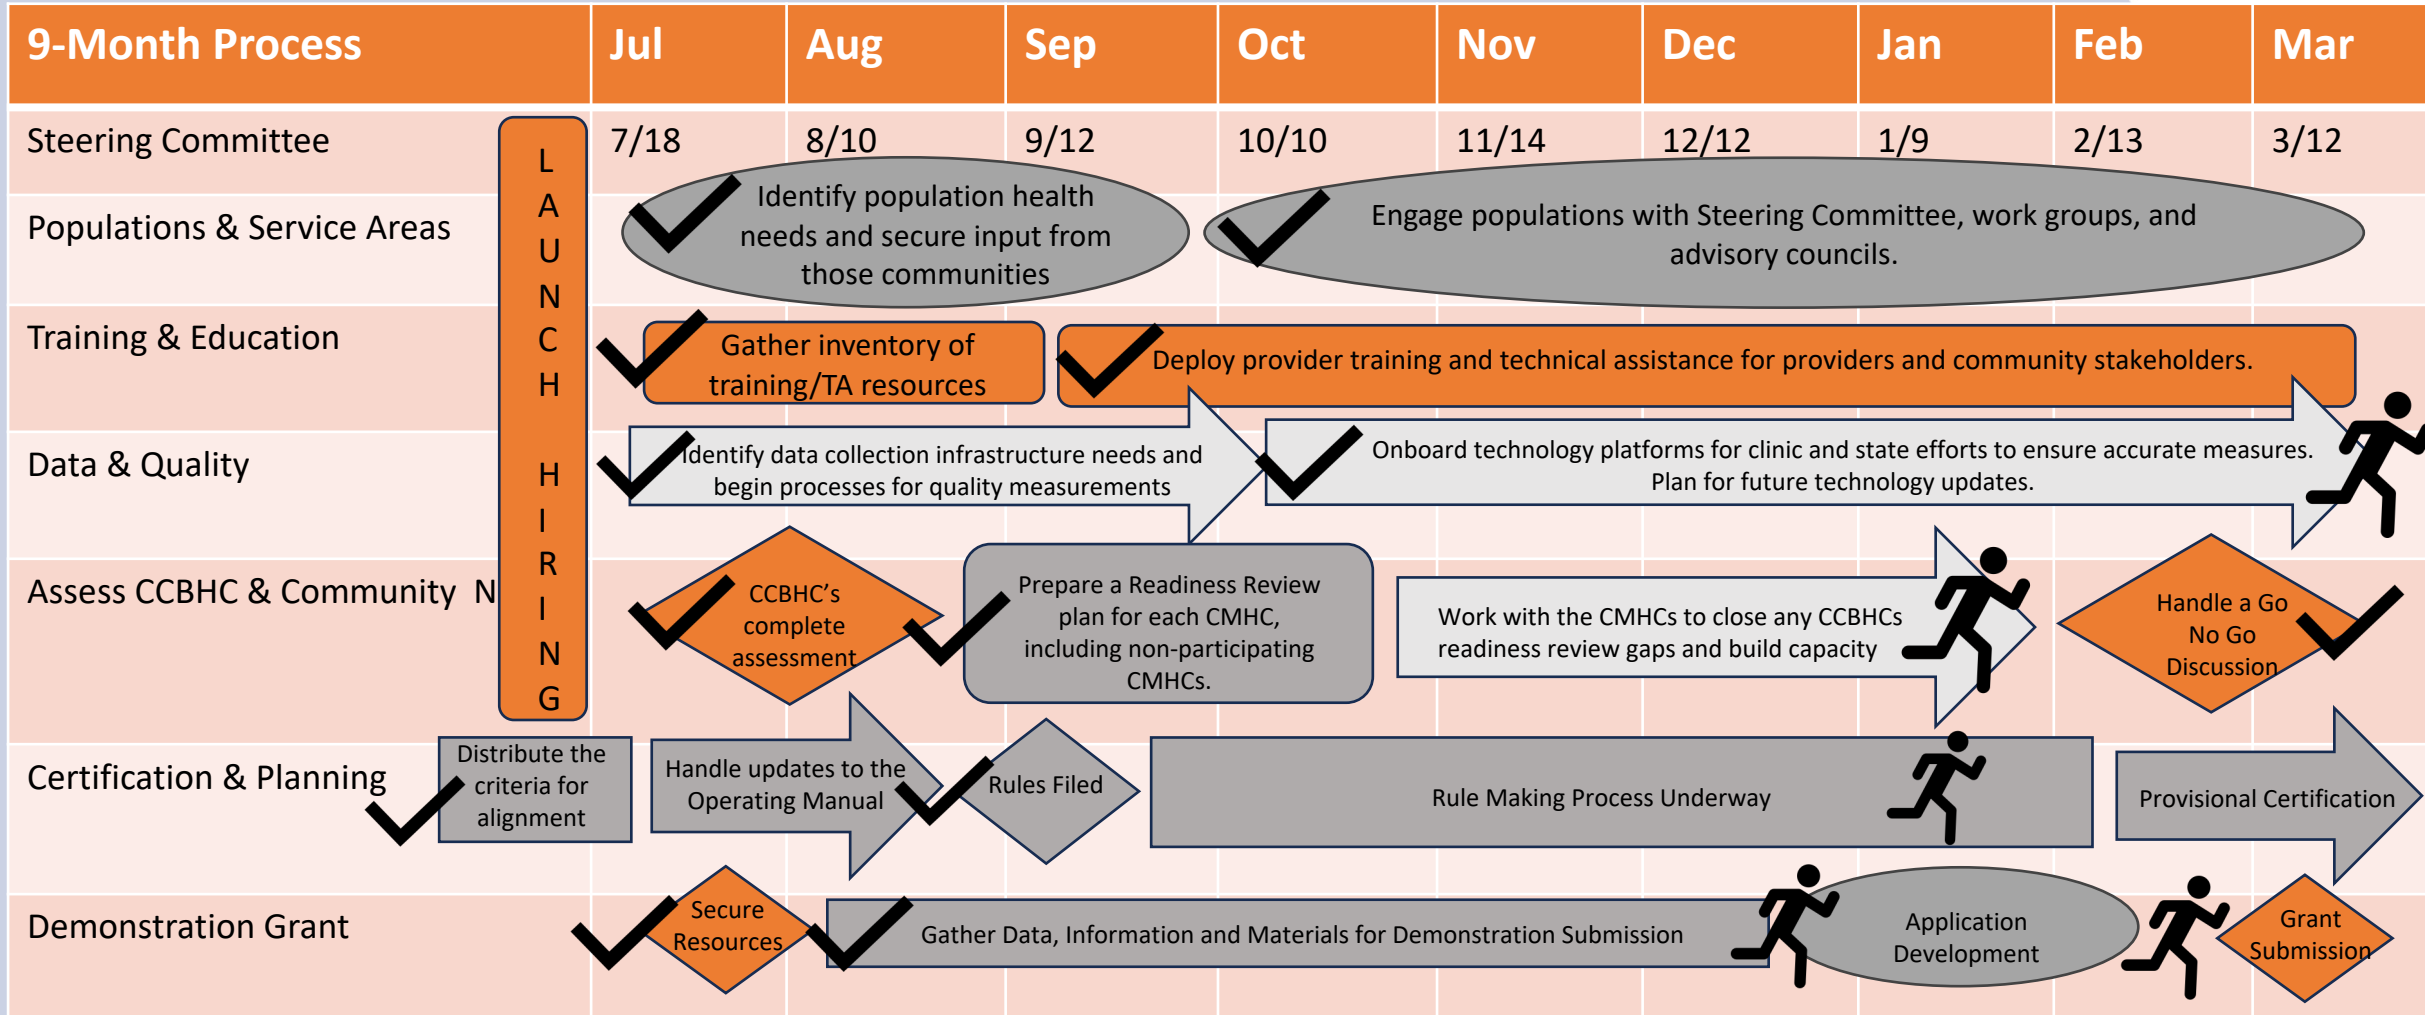 9-Month Process Jul Aug Sep Oct Nov Dec Jan Feb Mar
Steering Committee 7/18 8/10 9/12 10/10 11/14 12/12 1/9 2/13 3/12
LAUNCH HIRING
Populations & Service Areas
Identify population health
needs and secure input from
those communities
Engage populations with Steering Committee, work groups, and
advisory councils.
Training & Education
Gather inventory of
training/TA resources
Deploy provider training and technical assistance for providers and community stakeholders.
Data & Quality
Identify data collection infrastructure needs and
begin processes for quality measurements
Onboard technology platforms for clinic and state efforts to ensure accurate measures.
Plan for future technology updates.
Assess CCBHC & Community N
CCBHC's
complete
assessment
Prepare a Readiness Review
plan for each CMHC,
including non-participating
CMHCs.
Work with the CMHCs to close any CCBHCs
readiness review gaps and build capacity
Handle a Go
No Go
Discussion
Certification & Planning
Distribute the
criteria for
alignment
Handle updates to the
Operating Manual
Rules Filed
Rule Making Process Underway
Provisional Certification
Demonstration Grant
Secure
Resources
Gather Data, Information and Materials for Demonstration Submission
Application
Development
Grant
Submission